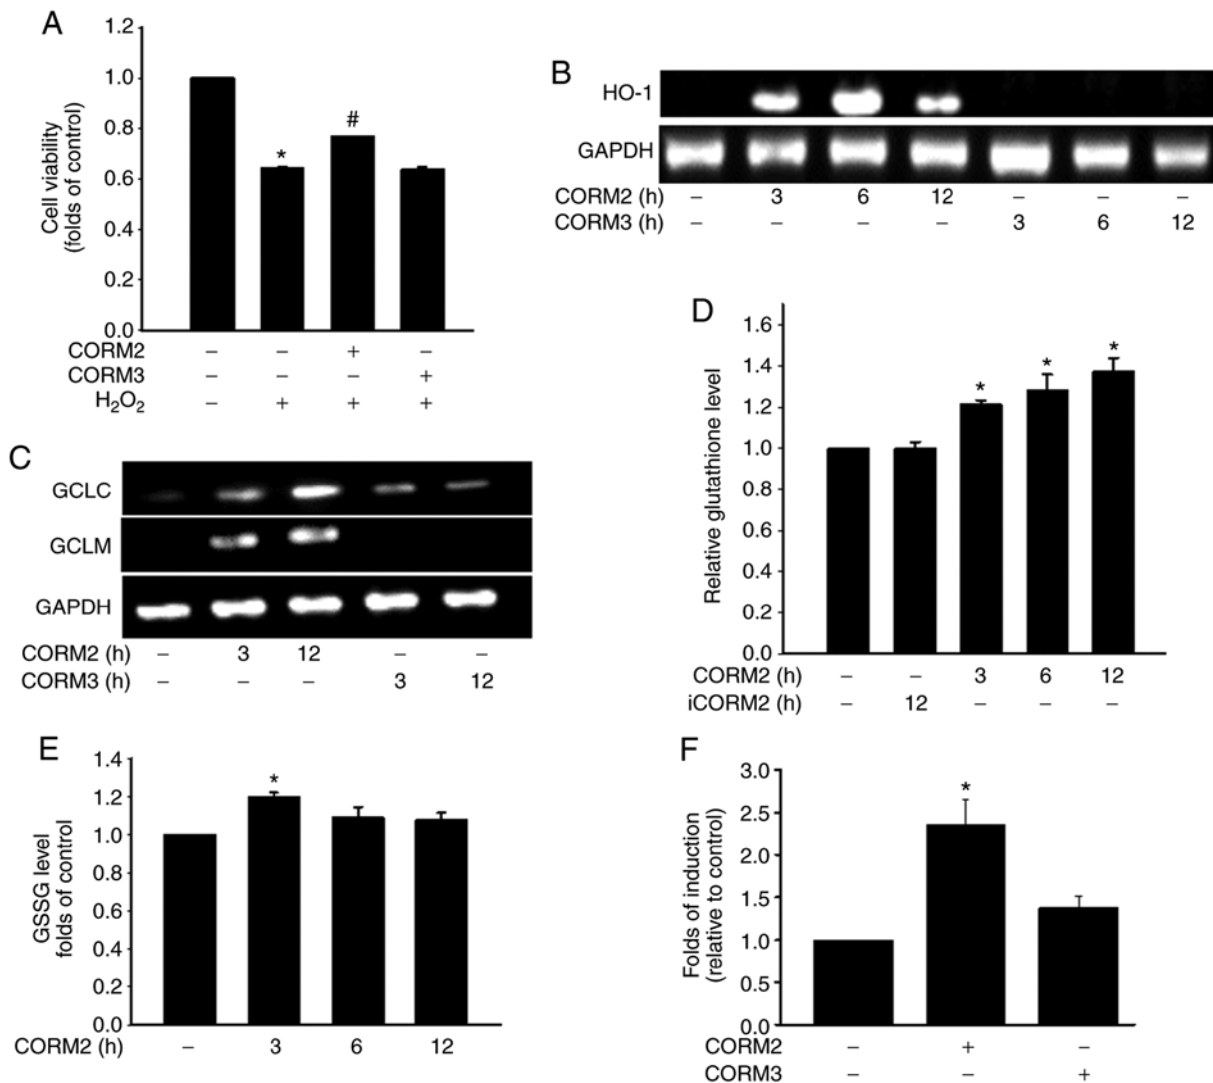 A
Cell viability
(folds of control)
1.2
1.0
0.8
0.6
0.4
0.2
0.0
*
#
CORM2 – – + –
CORM3 – – – +
H₂O₂ – + + +
B
HO-1
GAPDH
CORM2 (h) – 3 6 12 – – –
CORM3 (h) – – – – 3 6 12
C
GCLC
GCLM
GAPDH
CORM2 (h) – 3 12 – –
CORM3 (h) – – – 3 12
D
Relative glutathione level
1.6
1.4
1.2
1.0
0.8
0.6
0.4
0.2
0.0
* * *
CORM2 (h) – – 3 6 12
iCORM2 (h) – 12 – – –
E
GSSG level
folds of control
1.4
1.2
1.0
0.8
0.6
0.4
0.2
0.0
*
CORM2 (h) – 3 6 12
F
Folds of induction
(relative to control)
3.0
2.5
2.0
1.5
1.0
0.5
0.0
*
CORM2 – + –
CORM3 – – +